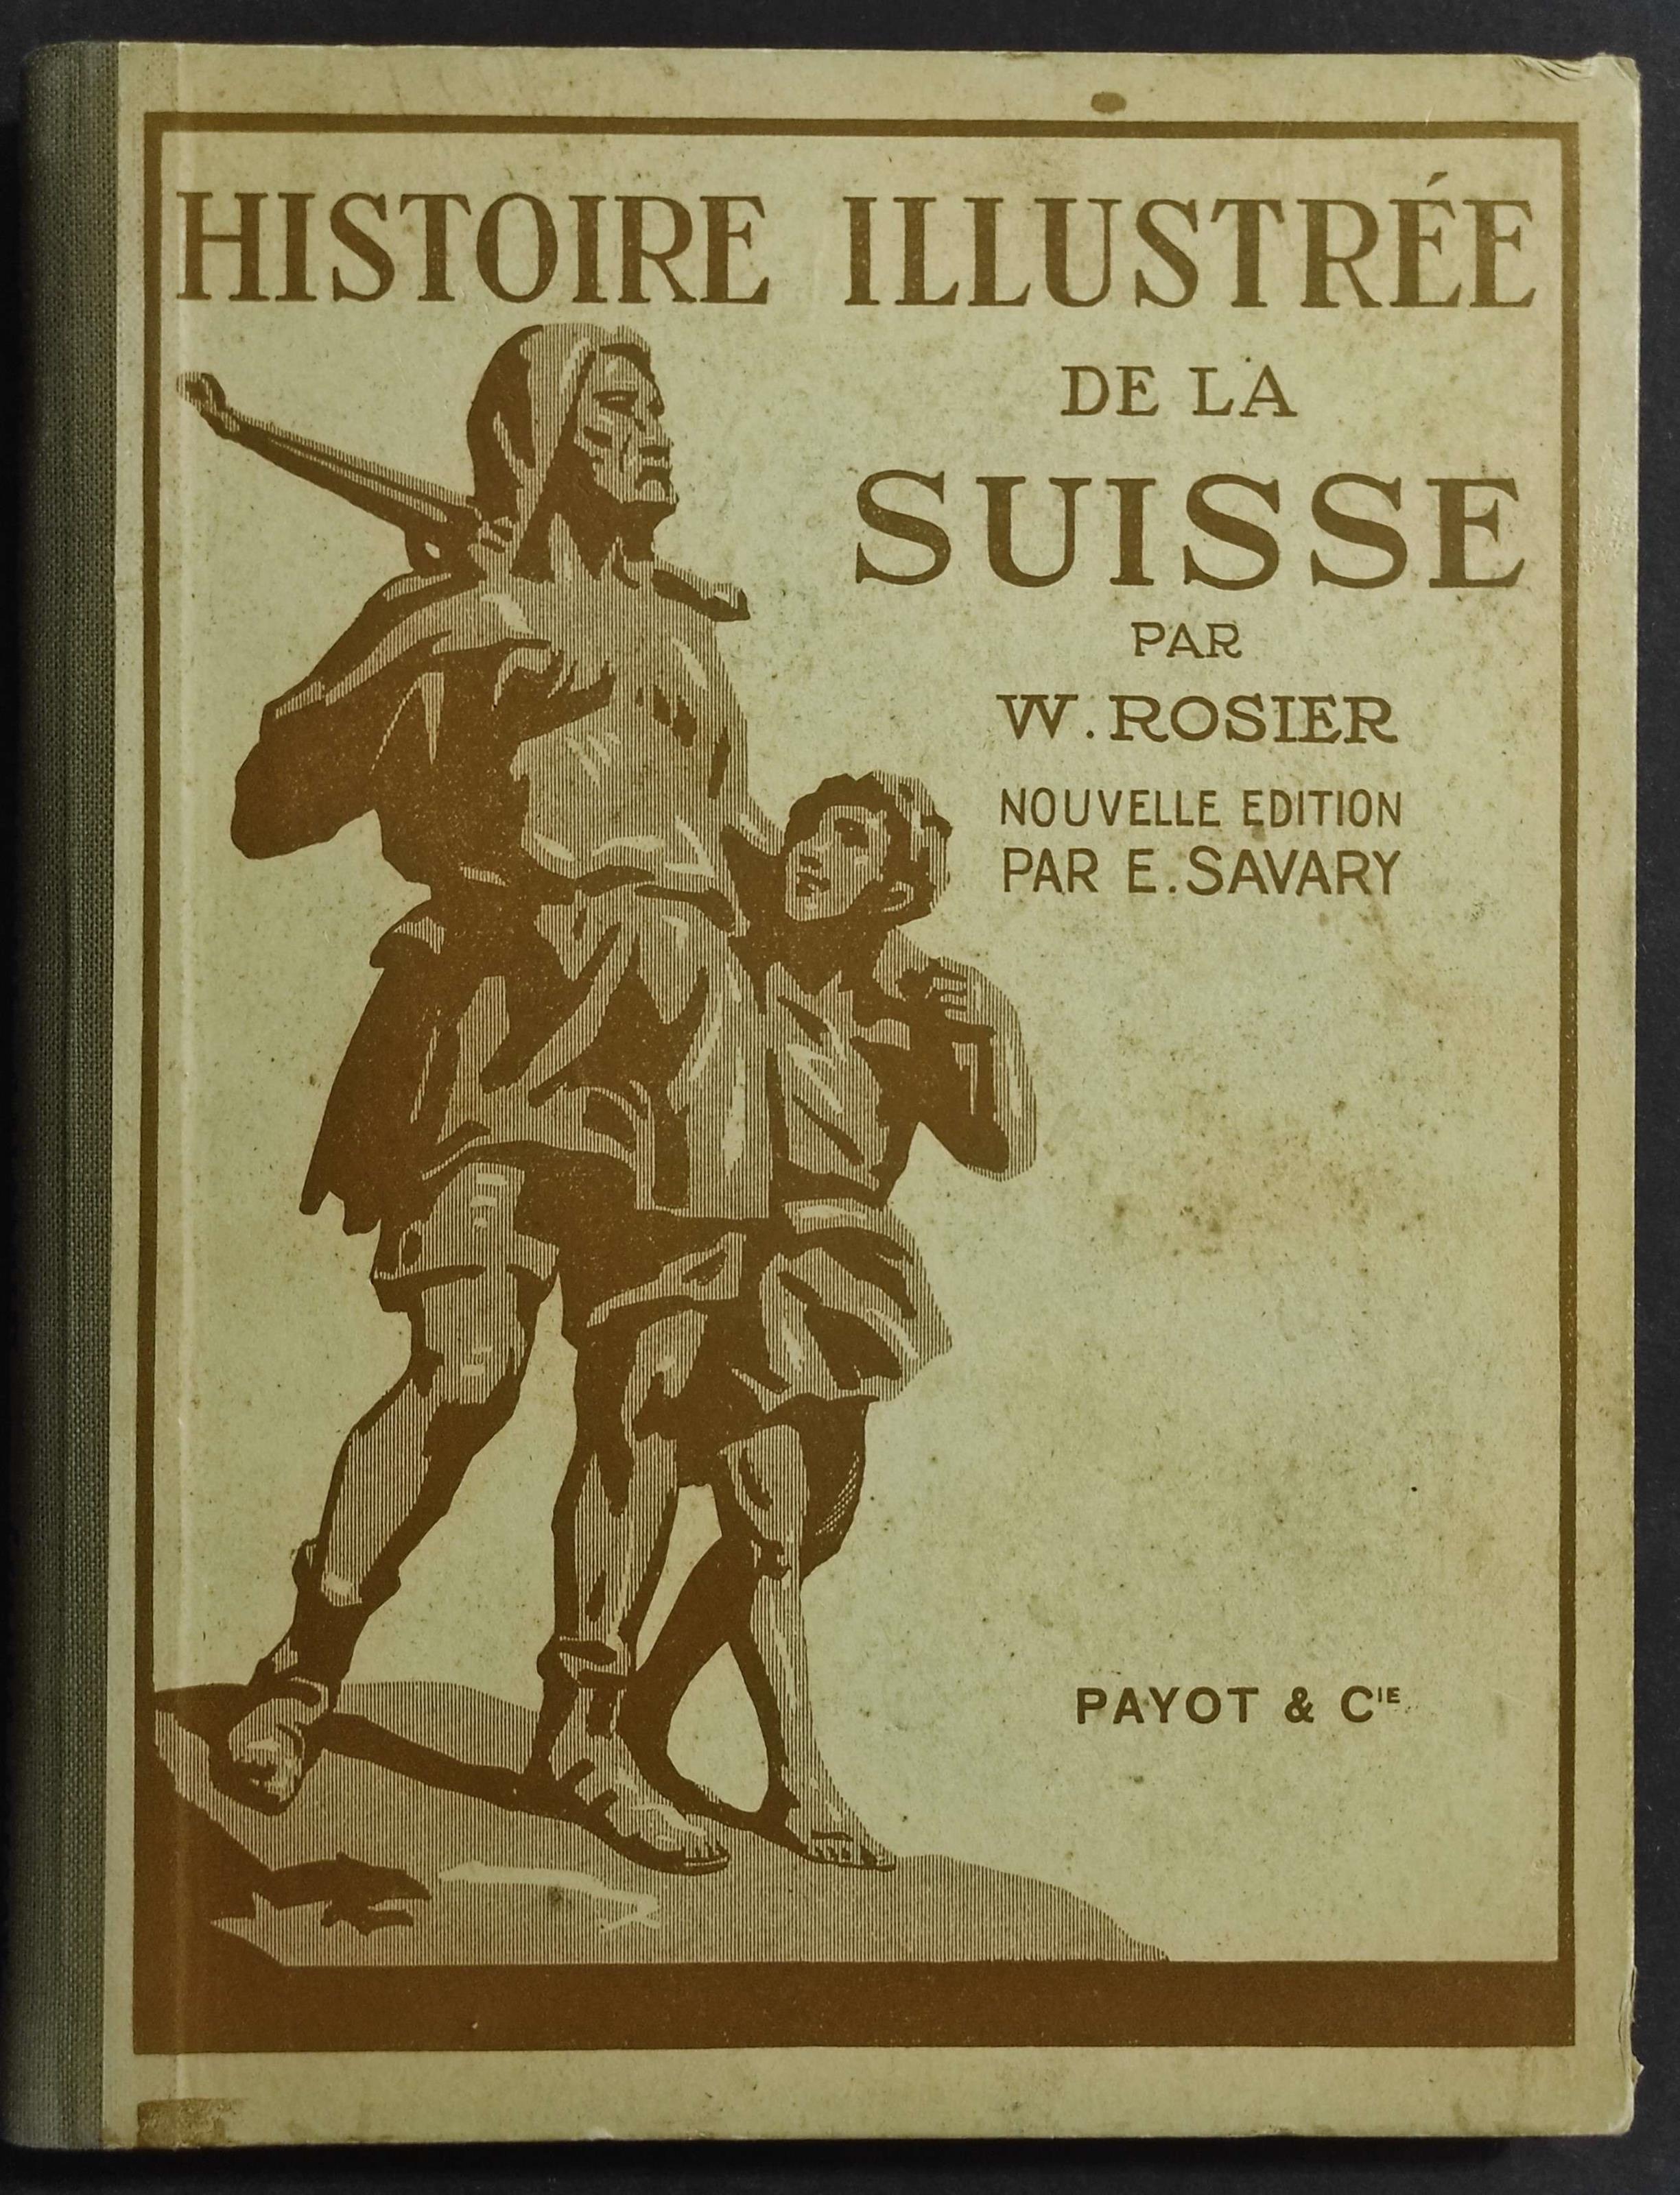 HISTOIRE ILLUSTRÉE
DE LA
SUISSE
PAR
W. ROSIER
NOUVELLE EDITION
PAR E. SAVARY
PAYOT & CIE